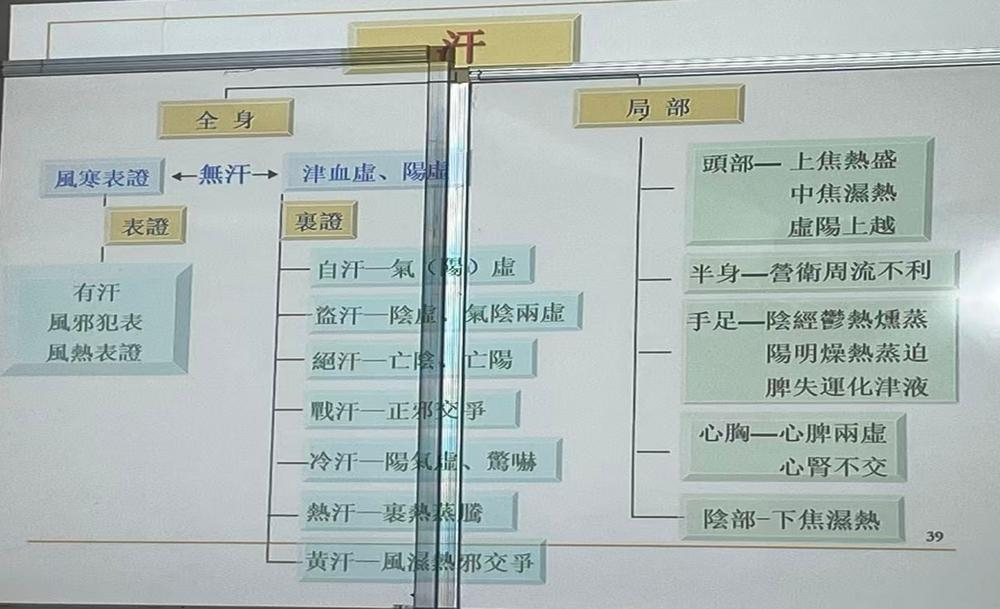 汗
全身
局部
風寒表證 ←無汗→ 津血虛、陽虛
表證
裏證
有汗
風邪犯表
風熱表證
自汗—氣（陽）虛
盜汗—陰虛、氣陰兩虛
絕汗—亡陰、亡陽
戰汗—正邪交爭
冷汗—陽氣虛、驚嚇
熱汗—裏熱蒸騰
黃汗—風濕熱邪交爭
頭部—上焦熱盛
中焦濕熱
虛陽上越
半身—營衛周流不利
手足—陰經鬱熱燻蒸
陽明燥熱蒸迫
脾失運化津液
心胸—心脾兩虛
心腎不交
陰部-下焦濕熱
39